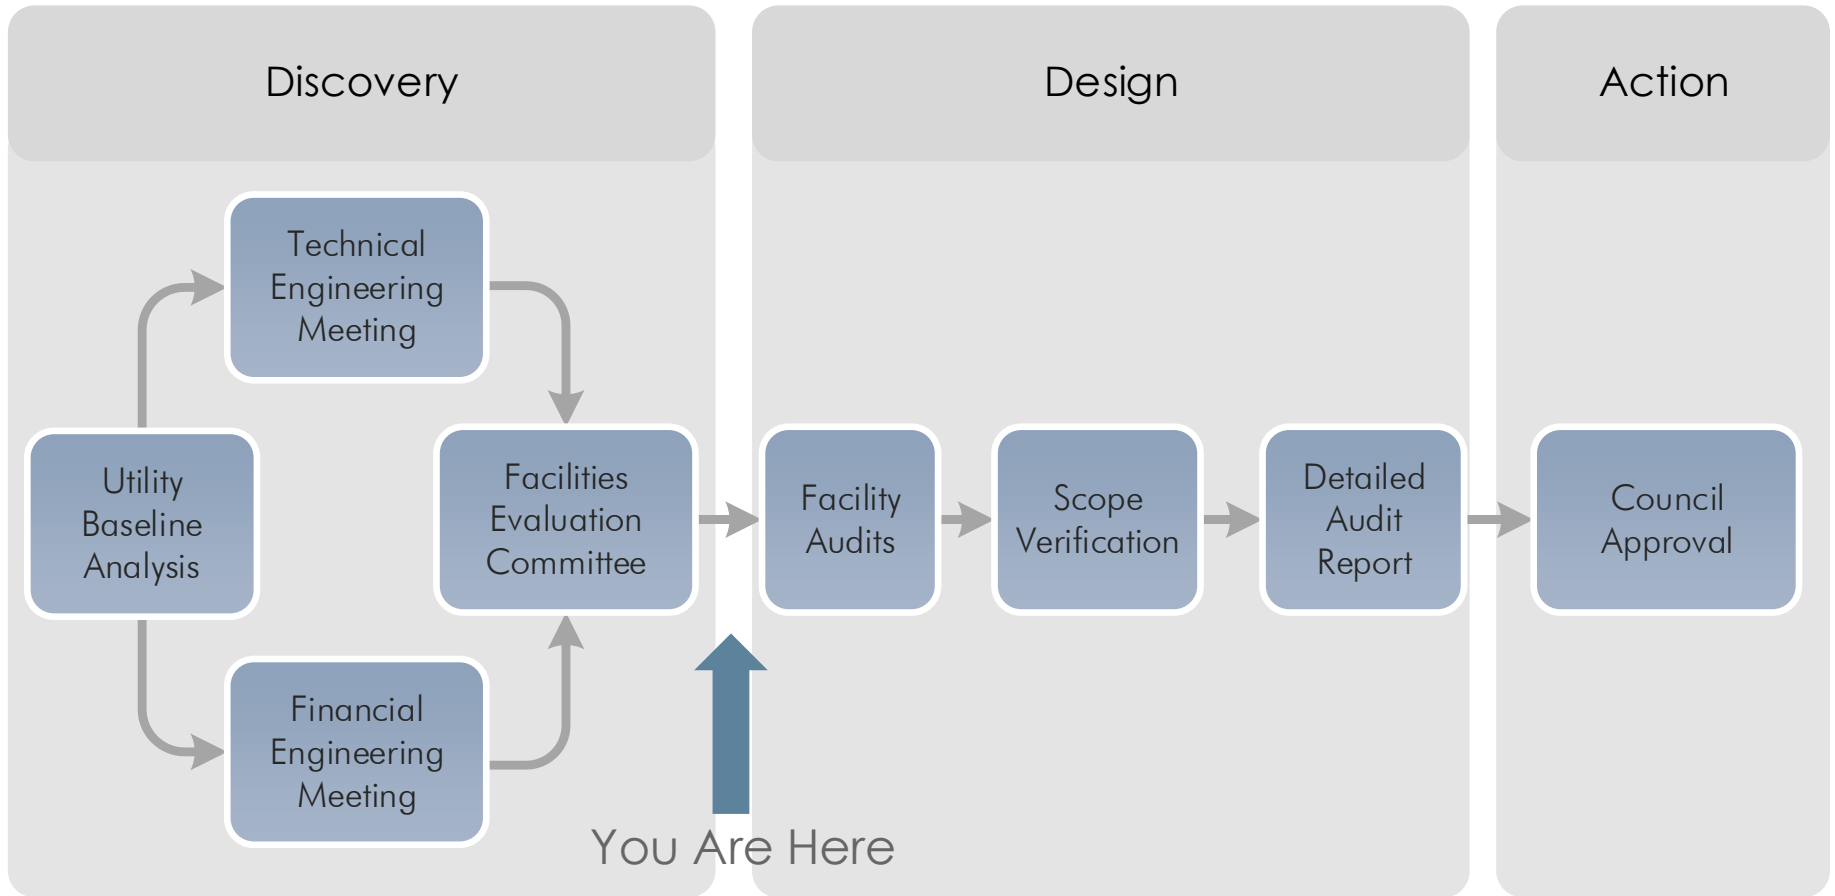 Discovery
Design
Action
Technical
Engineering
Meeting
Utility
Baseline
Analysis
Facilities
Evaluation
Committee
Financial
Engineering
Meeting
Facility
Audits
Scope
Verification
Detailed
Audit
Report
Council
Approval
You Are Here